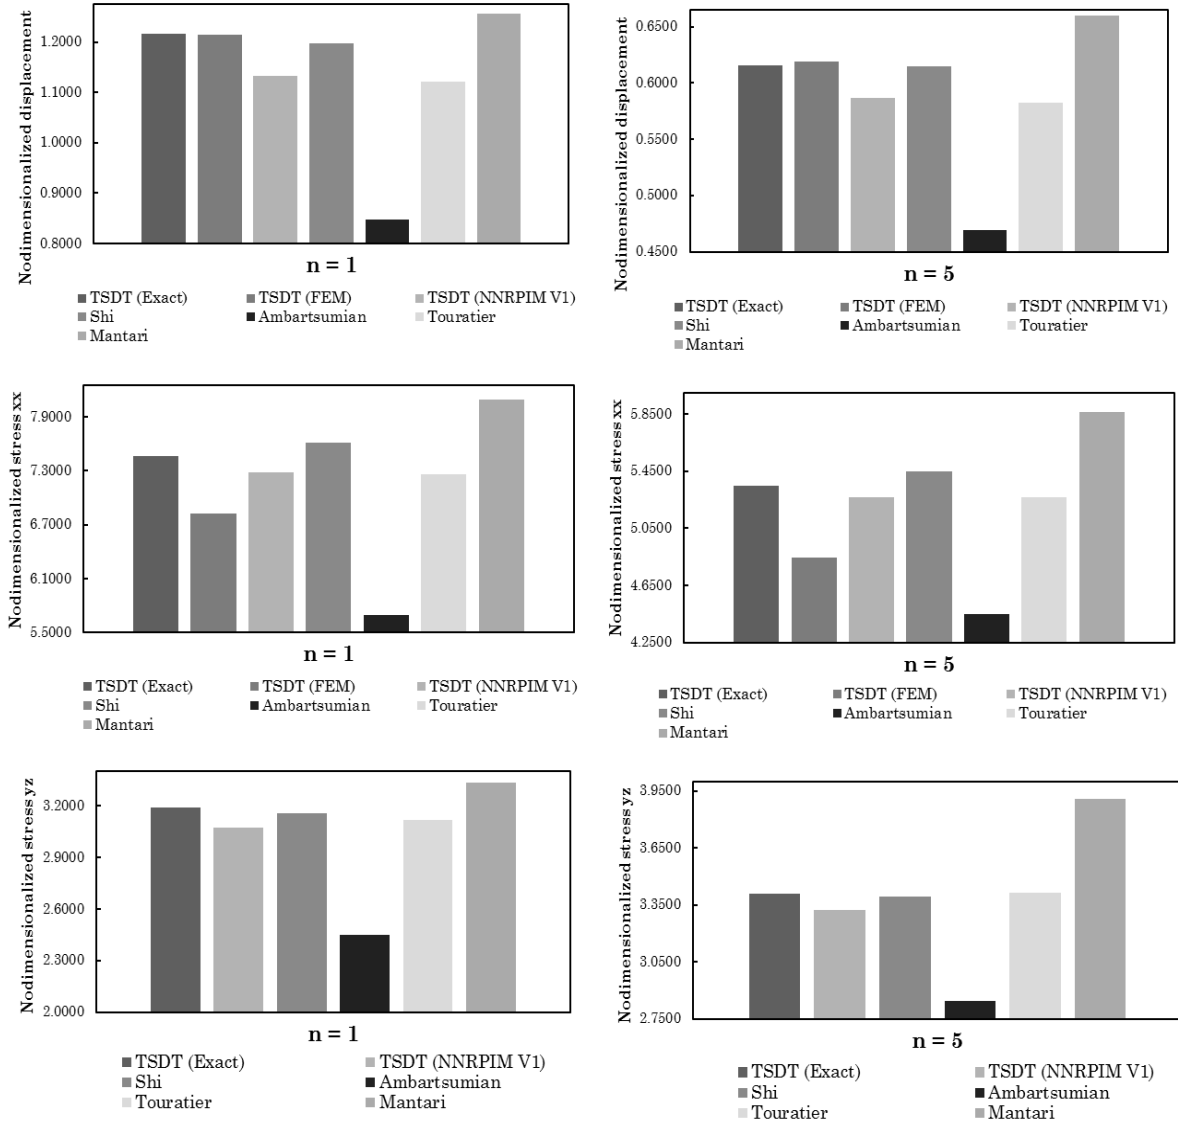 Nodimensionalized displacement
1.2000
1.1000
1.0000
0.9000
0.8000
n = 1
TSDT (Exact) TSDT (FEM) TSDT (NNRPIM V1)
Shi Ambartsumian Touratier
Mantari
Nodimensionalized displacement
0.6500
0.6000
0.5500
0.5000
0.4500
n = 5
TSDT (Exact) TSDT (FEM) TSDT (NNRPIM V1)
Shi Ambartsumian Touratier
Mantari
Nodimensionalized stress xx
7.9000
7.3000
6.7000
6.1000
5.5000
n = 1
TSDT (Exact) TSDT (FEM) TSDT (NNRPIM V1)
Shi Ambartsumian Touratier
Mantari
Nodimensionalized stress xx
5.8500
5.4500
5.0500
4.6500
4.2500
n = 5
TSDT (Exact) TSDT (FEM) TSDT (NNRPIM V1)
Shi Ambartsumian Touratier
Mantari
Nodimensionalized stress yz
3.2000
2.9000
2.6000
2.3000
2.0000
n = 1
TSDT (Exact) TSDT (NNRPIM V1)
Shi Ambartsumian
Touratier Mantari
Nodimensionalized stress yz
3.9500
3.6500
3.3500
3.0500
2.7500
n = 5
TSDT (Exact) TSDT (NNRPIM V1)
Shi Ambartsumian
Touratier Mantari